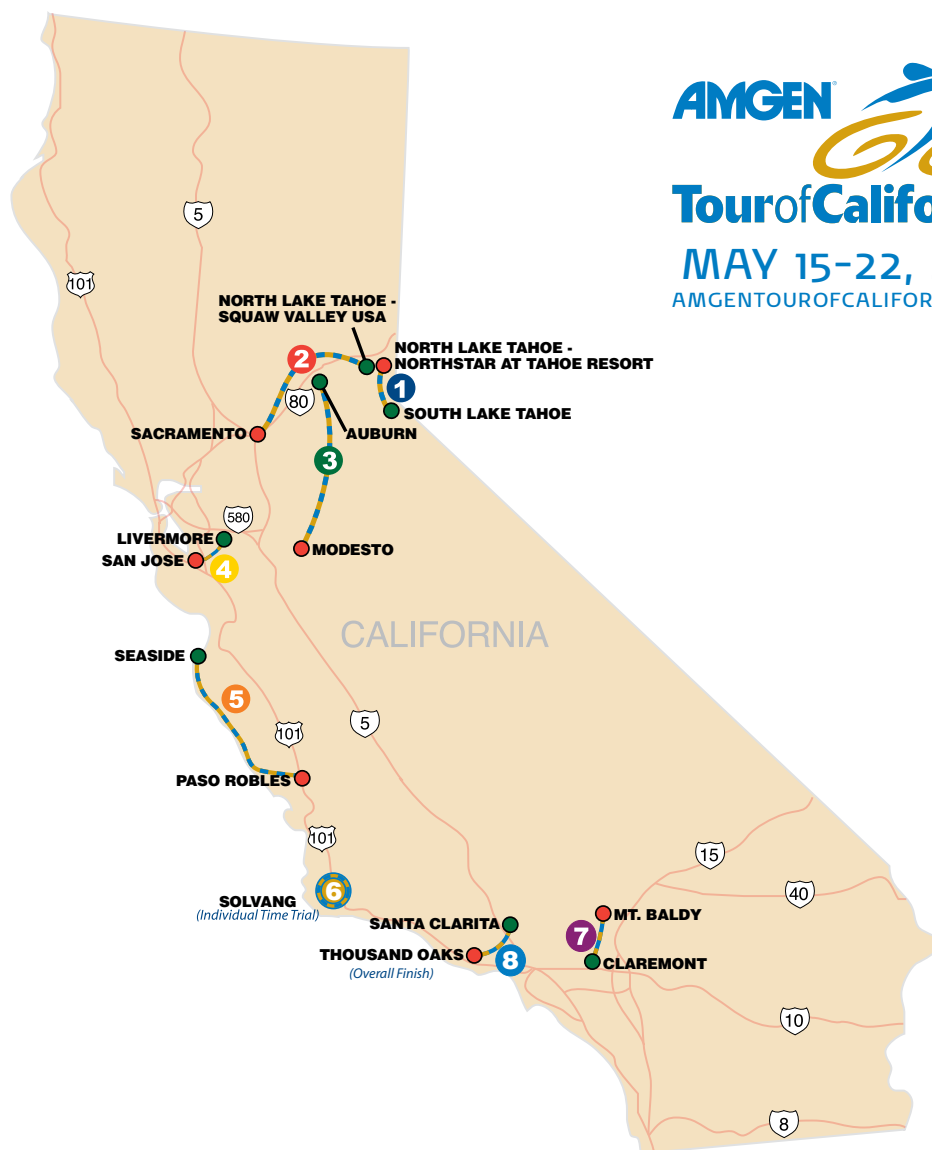 AMGEN
TourofCalifo
MAY 15-22,
AMGENTOUROFCALIFOR
5
101
NORTH LAKE TAHOE -
SQUAW VALLEY USA
NORTH LAKE TAHOE -
NORTHSTAR AT TAHOE RESORT
2
1
80
SOUTH LAKE TAHOE
SACRAMENTO
AUBURN
3
580
LIVERMORE
MODESTO
SAN JOSE
4
CALIFORNIA
SEASIDE
5
5
101
PASO ROBLES
101
15
6
40
SOLVANG
(Individual Time Trial)
MT. BALDY
SANTA CLARITA
7
THOUSAND OAKS
8
CLAREMONT
(Overall Finish)
10
8